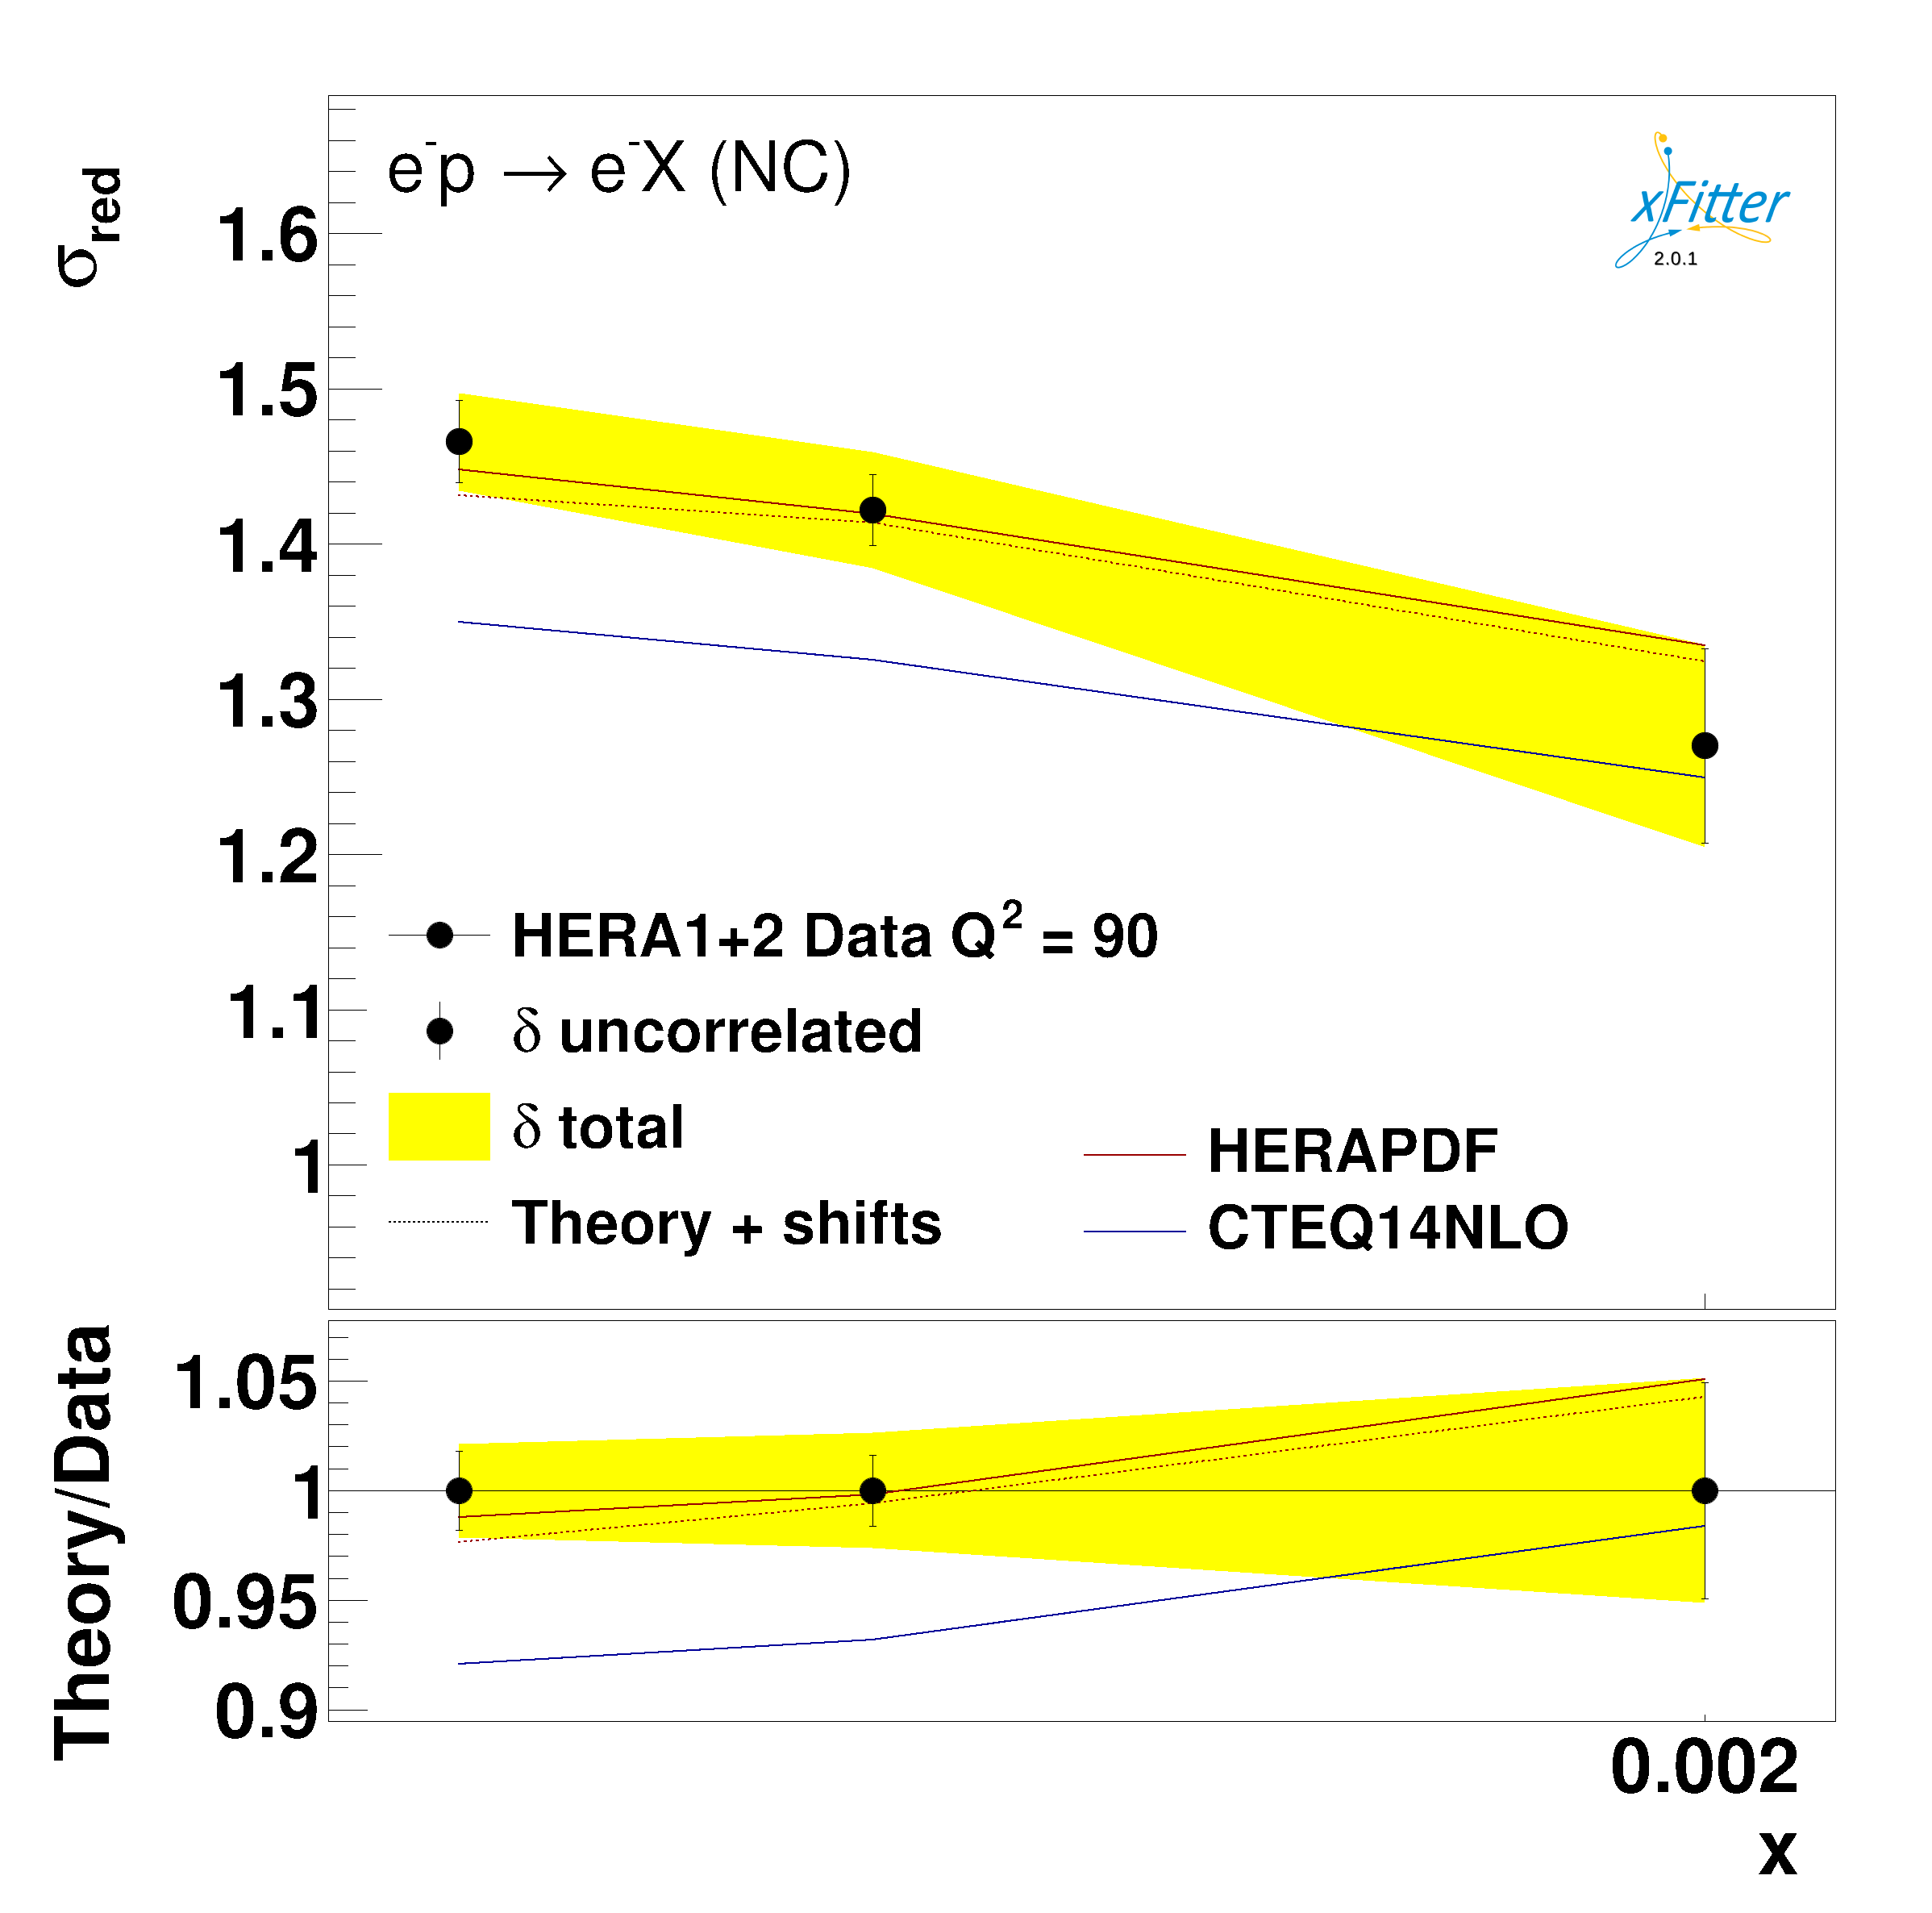 e⁻p → e⁻X (NC)
xFitter
2.0.1
σred
1.6
1.5
1.4
1.3
1.2
1.1
1
HERA1+2 Data Q² = 90
δ uncorrelated
δ total
Theory + shifts
HERAPDF
CTEQ14NLO
Theory/Data
1.05
1
0.95
0.9
0.002
x